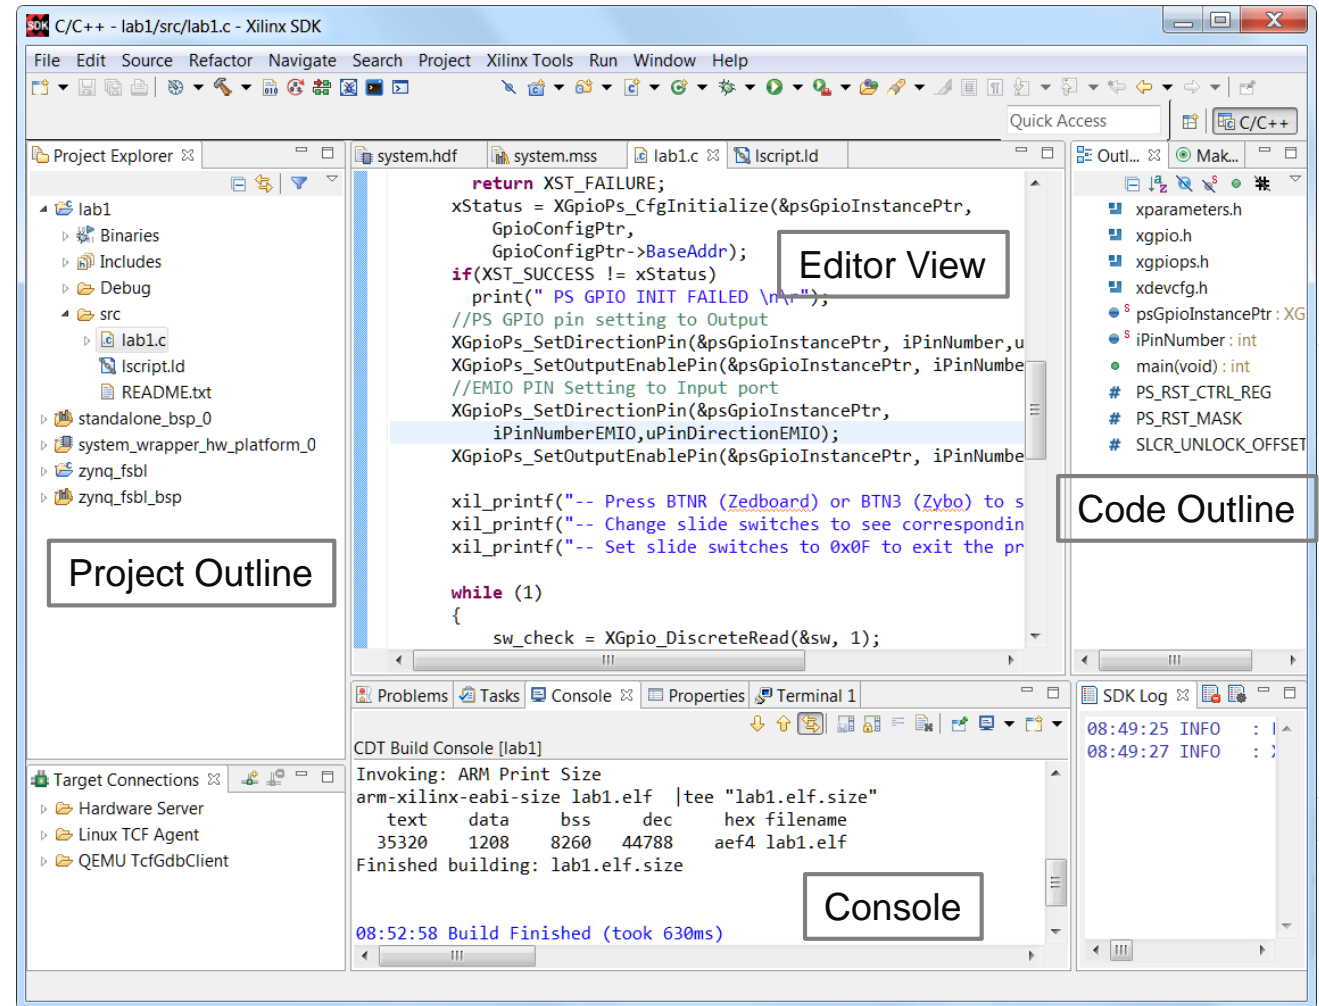 C/C++ - lab1/src/lab1.c - Xilinx SDK
File Edit Source Refactor Navigate Search Project Xilinx Tools Run Window Help
Quick Access
C/C++
Project Explorer
lab1
Binaries
Includes
Debug
src
lab1.c
lscript.ld
README.txt
standalone_bsp_0
system_wrapper_hw_platform_0
zynq_fsbl
zynq_fsbl_bsp
Project Outline
Target Connections
Hardware Server
Linux TCF Agent
QEMU TcfGdbClient
system.hdf system.mss lab1.c lscript.ld
return XST_FAILURE;
xStatus = XGpioPs_CfgInitialize(&psGpioInstancePtr,
GpioConfigPtr,
GpioConfigPtr->BaseAddr);
if(XST_SUCCESS != xStatus)
print(" PS GPIO INIT FAILED \n\r");
//PS GPIO pin setting to Output
XGpioPs_SetDirectionPin(&psGpioInstancePtr, iPinNumber,u
XGpioPs_SetOutputEnablePin(&psGpioInstancePtr, iPinNumbe
//EMIO PIN Setting to Input port
XGpioPs_SetDirectionPin(&psGpioInstancePtr,
iPinNumberEMIO,uPinDirectionEMIO);
XGpioPs_SetOutputEnablePin(&psGpioInstancePtr, iPinNumbe
xil_printf("-- Press BTNR (Zedboard) or BTN3 (Zybo) to s
xil_printf("-- Change slide switches to see correspondin
xil_printf("-- Set slide switches to 0x0F to exit the pr
while (1)
{
sw_check = XGpio_DiscreteRead(&sw, 1);
Editor View
Outl... Mak...
xparameters.h
xgpio.h
xgpiops.h
xdevcfg.h
psGpioInstancePtr : XG
iPinNumber : int
main(void) : int
PS_RST_CTRL_REG
PS_RST_MASK
SLCR_UNLOCK_OFFSET
Code Outline
Problems Tasks Console Properties Terminal 1
CDT Build Console [lab1]
Invoking: ARM Print Size
arm-xilinx-eabi-size lab1.elf |tee "lab1.elf.size"
text data bss dec hex filename
35320 1208 8260 44788 aef4 lab1.elf
Finished building: lab1.elf.size
08:52:58 Build Finished (took 630ms)
Console
SDK Log
08:49:25 INFO :
08:49:27 INFO :